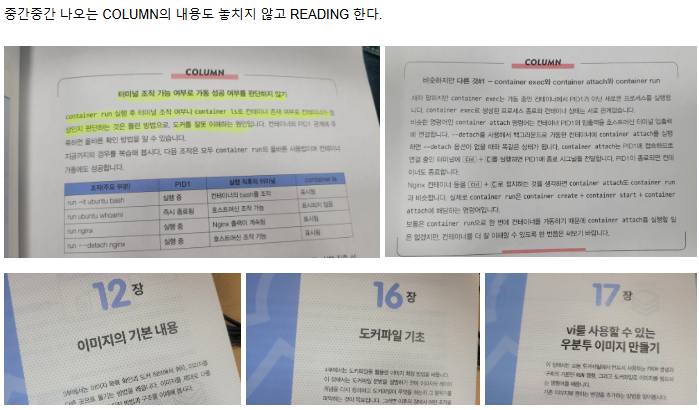 중간중간 나오는 COLUMN의 내용도 놓치지 않고 READING 한다.
COLUMN
터미널 조작 가능 여부로 가동 성공 여부를 판단하지 않기
container run 실행 후 터미널 조작 여부나 container ls로 컨테이너 존재 여부로 컨테이너가 정
상인지 판단하는 것은 틀린 방법으로, 도커를 잘못 이해하는 원인입니다. 컨테이너와 PID1 관계에 주
목하면 올바른 확인 방법을 알 수 있습니다.
지금까지의 경우를 복습해 봅시다. 다음 조작은 모두 container run의 올바른 사용법이며 컨테이너
가동에도 성공합니다.
조작(주요 부분) PID1 실행 직후의 터미널 container ls
run -it ubuntu bash 실행 중 컨테이너의 bash를 조작 표시됨
run ubuntu whoami 즉시 종료됨 호스트머신 조작 가능 표시되지 않음
run nginx 실행 중 Nginx 출력이 계속됨 표시됨
run --detach nginx 실행 중 호스트머신 조작 가능 표시됨
COLUMN
비슷하지만 다른 것#1 - container exec와 container attach와 container run
container exec는 가동 중인 컨테이너에서 PID1이 아닌 새로운 프로세스를 실행합
니다. container exec로 생성된 프로세스 종료와 컨테이너 상태는 서로 관계없습니다.
비슷한 명령어인 container attach 명령어는 컨테이너 PID1의 입출력을 호스트머신 터미널 입출력
에 연결합니다. --detach를 사용해서 백그라운드로 가동한 컨테이너에 container attach를 실행
하면 --detach 옵션이 없을 때와 똑같은 상태가 됩니다. container attach는 PID1에 접속하므로
연결 중인 터미널에 Ctrl + C를 실행하면 PID1에 종료 시그널을 전달합니다. PID1이 종료되면 컨테
이너도 종료합니다.
Nginx 컨테이너 등을 Ctrl + C로 정지하는 것을 생각하면 container attach도 container run
과 비슷합니다. 실제로 container run은 container create + container start + container
attach에 해당하는 명령어입니다.
보통은 container run으로 한 번에 컨테이너를 가동하기 때문에 container attach를 실행할 일
은 없겠지만, 컨테이너를 더 잘 이해할 수 있도록 한 번쯤은 써보기 바랍니다.
12장
이미지의 기본 내용
16장
도커파일 기초
17장
vi를 사용할 수 있는
우분투 이미지 만들기